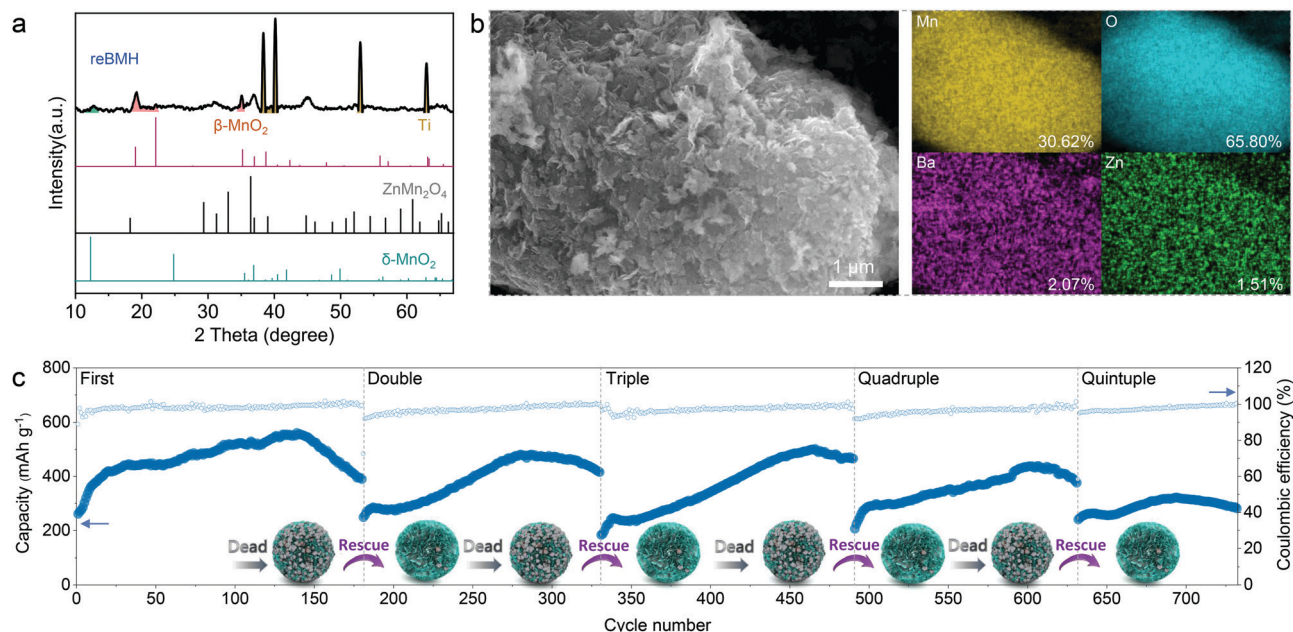 a
reBMH
β-MnO₂
Ti
ZnMn₂O₄
δ-MnO₂
Intensity(a.u.)
10 20 30 40 50 60
2 Theta (degree)
b
1 μm
Mn
30.62%
O
65.80%
Ba
2.07%
Zn
1.51%
c
First Double Triple Quadruple Quintuple
800
600
400
200
0
Capacity (mAh g⁻¹)
120
100
80
60
40
20
0
Coulombic efficiency (%)
Dead Rescue Dead Rescue Dead Rescue Dead Rescue
0 50 100 150 200 250 300 350 400 450 500 550 600 650 700
Cycle number